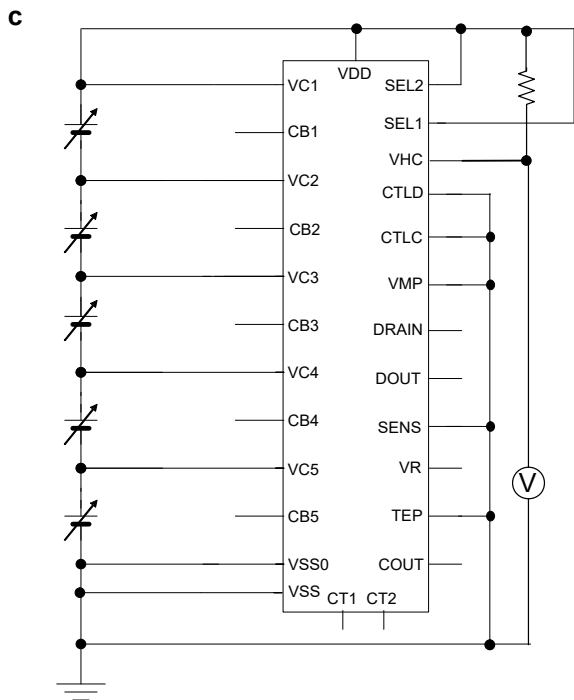 c
VDD
VC1
SEL2
SEL1
CB1
VHC
VC2
CTLD
CB2
CTLC
VC3
VMP
CB3
DRAIN
VC4
DOUT
CB4
SENS
VC5
VR
V
CB5
TEP
VSS0
COUT
VSS
CT1 CT2